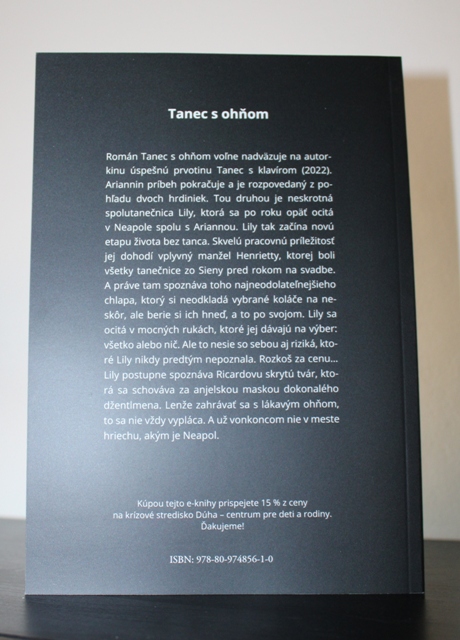 Tanec s ohňom
Román Tanec s ohňom voľne nadväzuje na autor-
kinu úspešnú prvotinu Tanec s klavírom (2022).
Ariannin príbeh pokračuje a je rozpovedaný z po-
hľadu dvoch hrdiniek. Tou druhou je neskrotná
spolutanečnica Lily, ktorá sa po roku opäť ocitá
v Neapole spolu s Ariannou. Lily tak začína novú
etapu života bez tanca. Skvelú pracovnú príležitosť
jej dohodí vplyvný manžel Henrietty, ktorej boli
všetky tanečnice zo Sieny pred rokom na svadbe.
A práve tam spoznáva toho najneodolateľnejšieho
chlapa, ktorý si neodkladá vybrané koláče na ne-
skôr, ale berie si ich hneď, a to po svojom. Lily sa
ocitá v mocných rukách, ktoré jej dávajú na výber:
všetko alebo nič. Ale to nesie so sebou aj riziká, kto-
ré Lily nikdy predtým nepoznala. Rozkoš za cenu...
Lily postupne spoznáva Ricardovu skrytú tvár, kto-
rá sa schováva za anjelskou maskou dokonalého
džentlmena. Lenže zahrávať sa s lákavým ohňom,
to sa nie vždy vypláca. A už vonkoncom nie v meste
hriechu, akým je Neapol.
Kúpou tejto e-knihy prispejete 15 % z ceny
na krízové stredisko Dúha – centrum pre deti a rodiny.
Ďakujeme!
ISBN: 978-80-974856-1-0